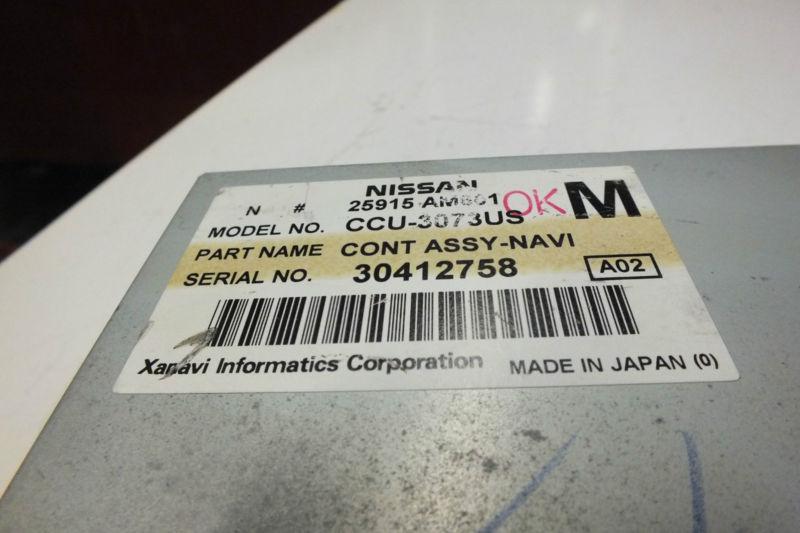 NISSAN
N # 25915 AM801 OK M
MODEL NO. CCU-3073US
PART NAME CONT ASSY-NAVI
SERIAL NO. 30412758 A02
Xanavi Informatics Corporation MADE IN JAPAN (0)